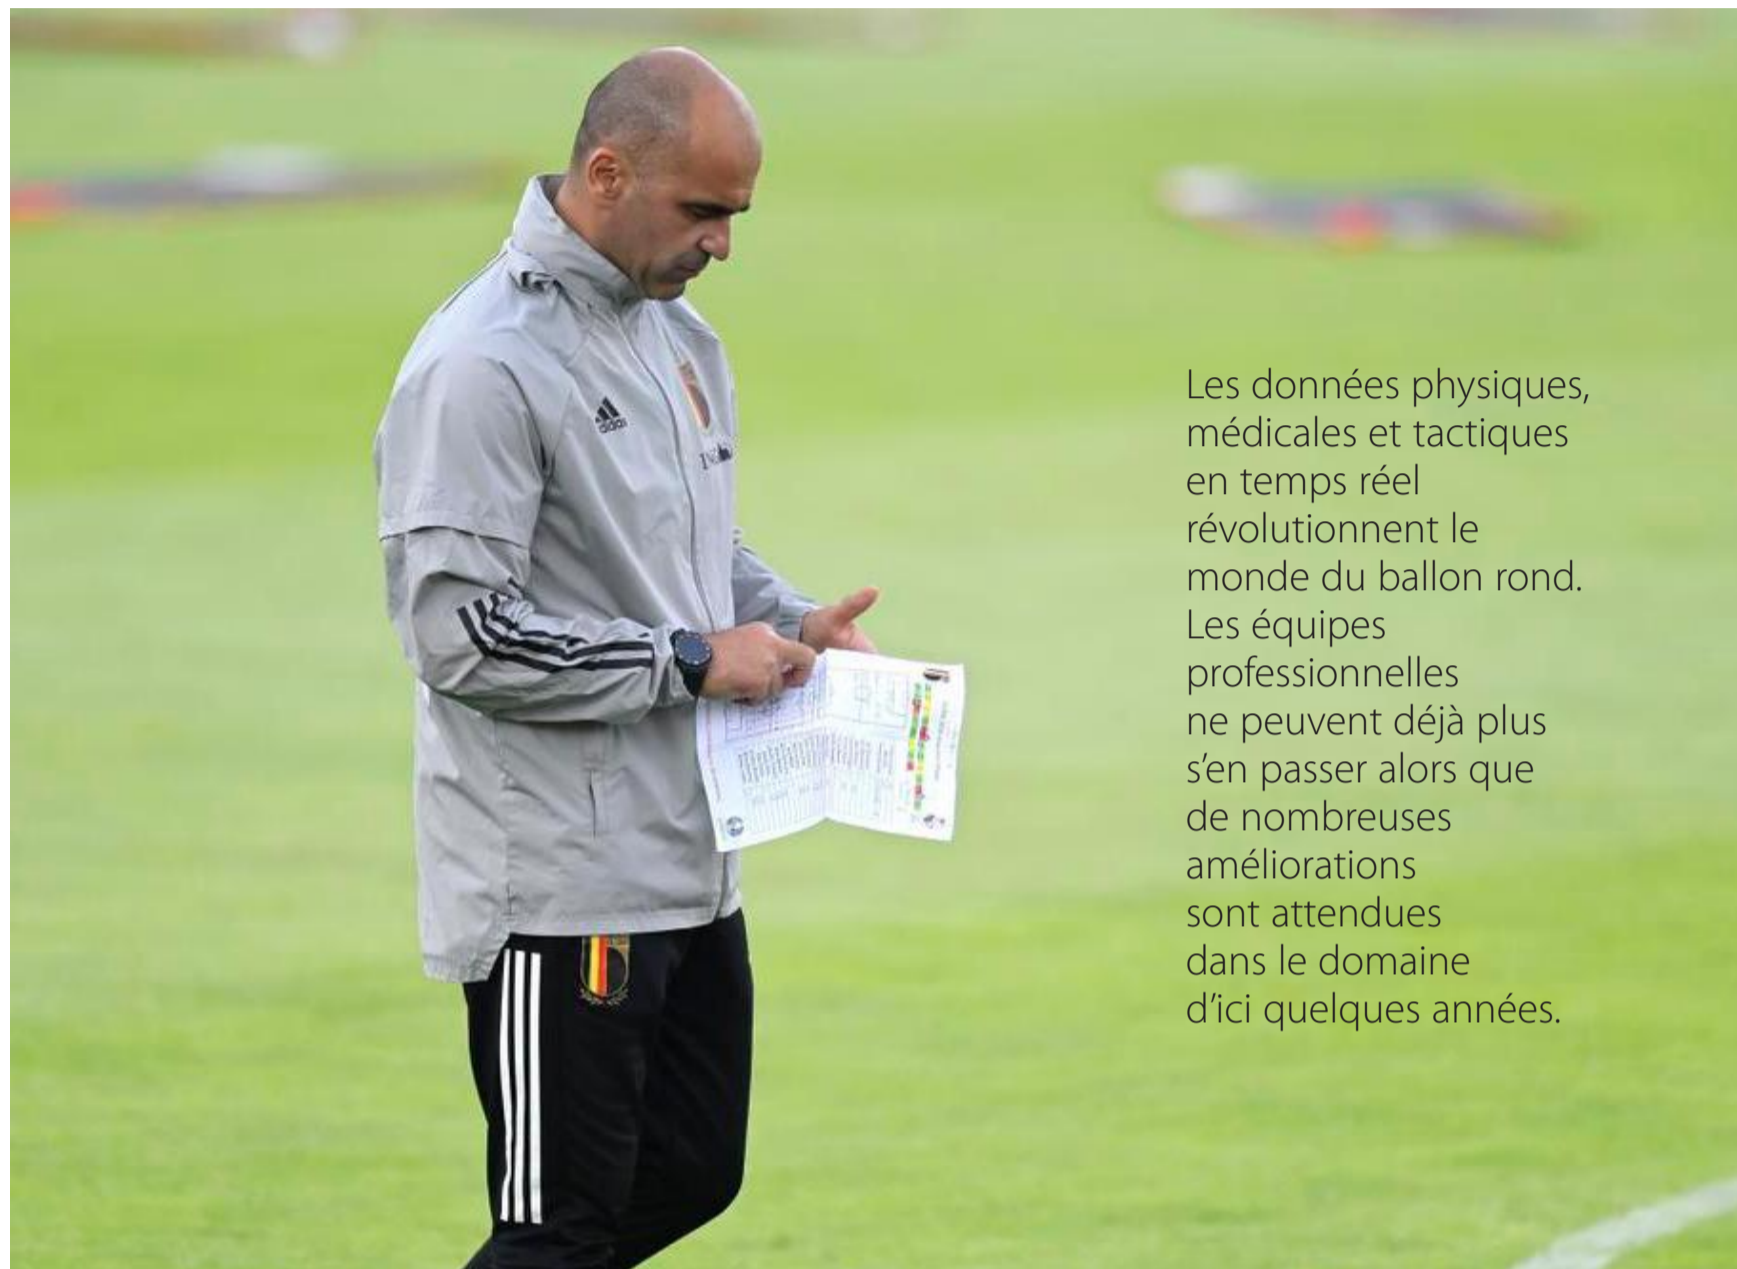 adidas
Les données physiques,
médicales et tactiques
en temps réel
révolutionnent le
monde du ballon rond.
Les équipes
professionnelles
ne peuvent déjà plus
s’en passer alors que
de nombreuses
améliorations
sont attendues
dans le domaine
d’ici quelques années.